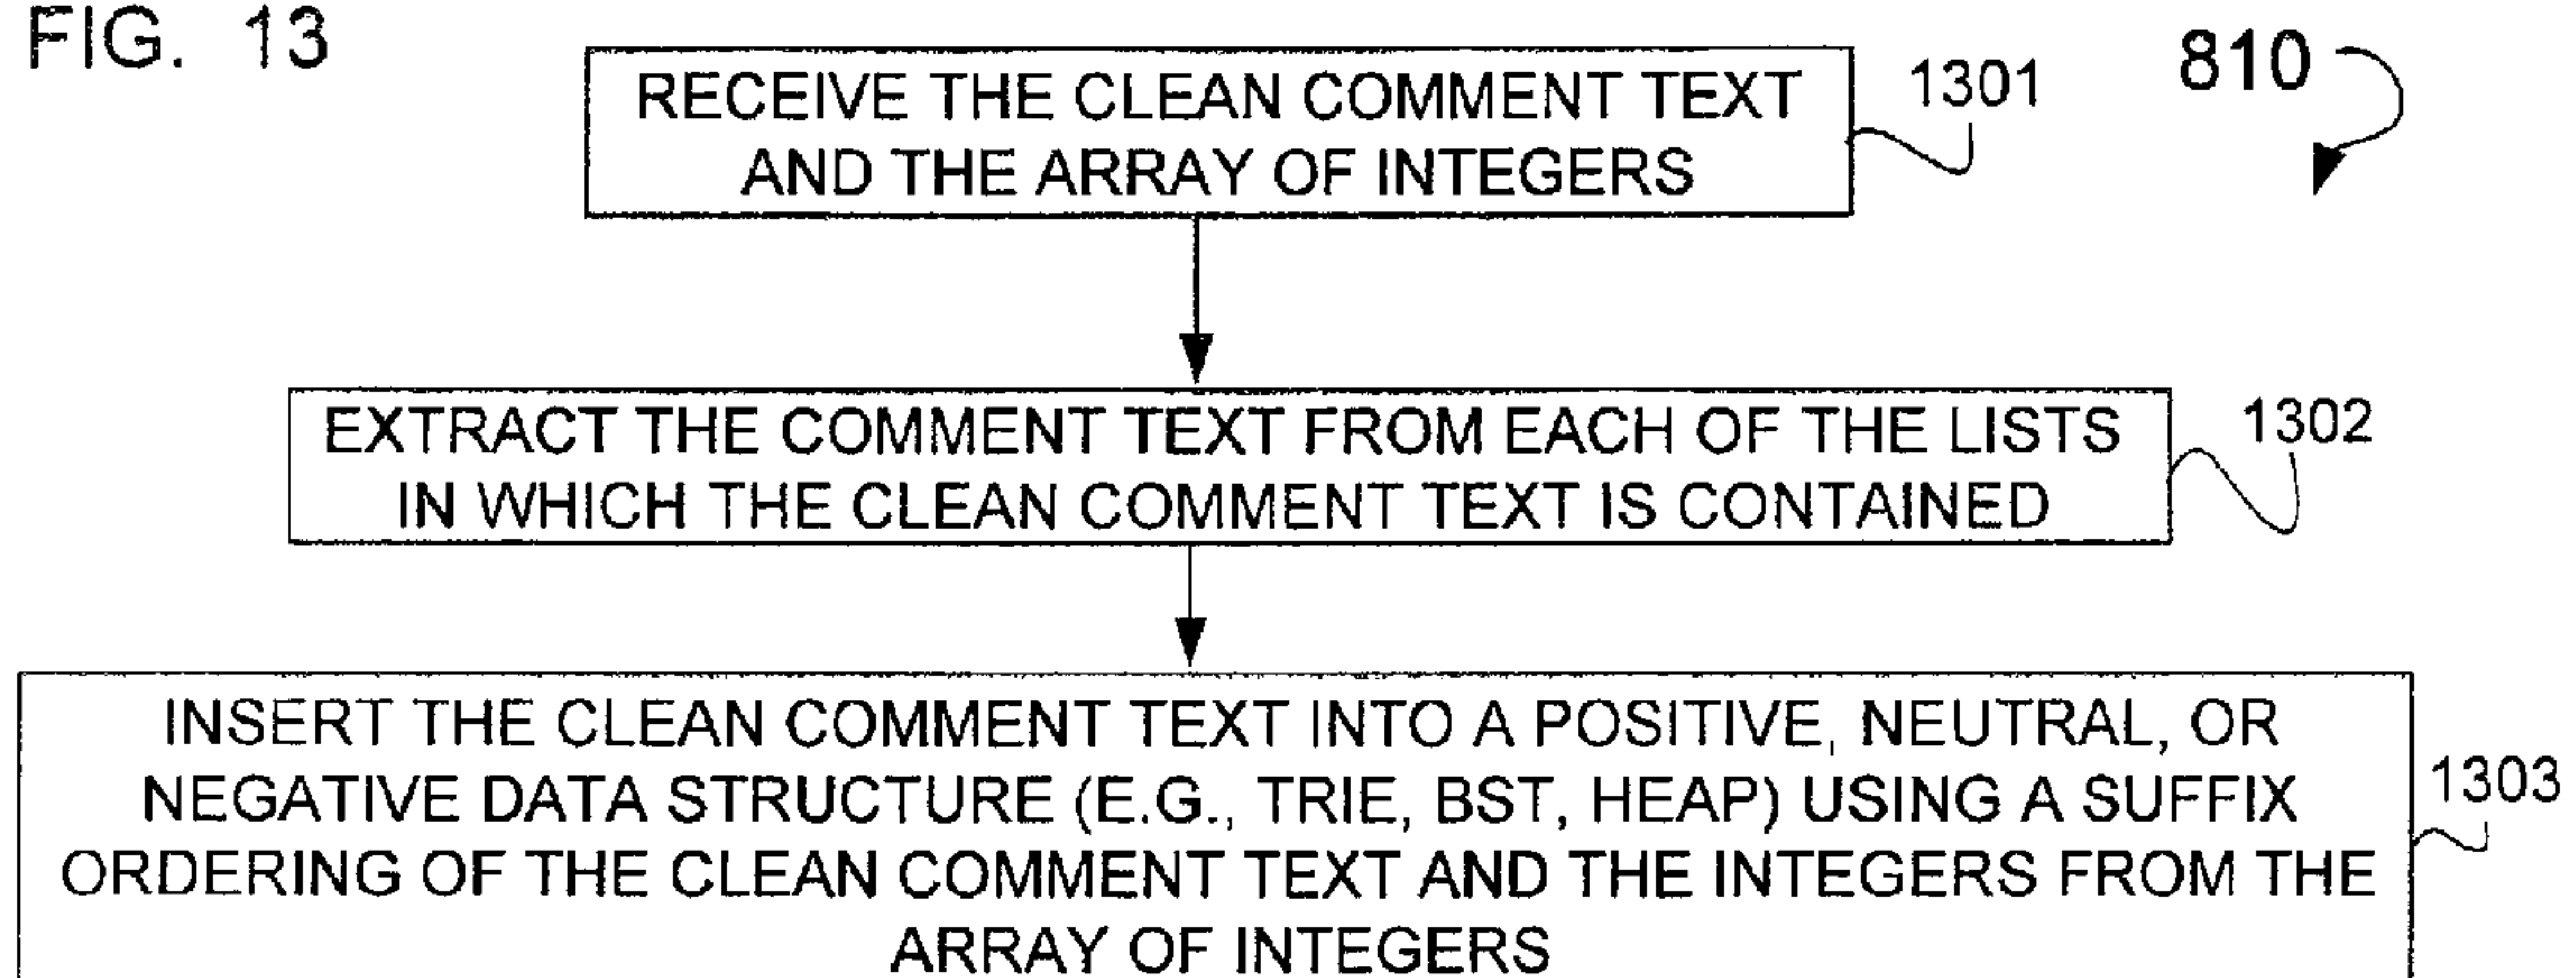 FIG. 13
810
RECEIVE THE CLEAN COMMENT TEXT
AND THE ARRAY OF INTEGERS
1301
EXTRACT THE COMMENT TEXT FROM EACH OF THE LISTS
IN WHICH THE CLEAN COMMENT TEXT IS CONTAINED
1302
INSERT THE CLEAN COMMENT TEXT INTO A POSITIVE, NEUTRAL, OR
NEGATIVE DATA STRUCTURE (E.G., TRIE, BST, HEAP) USING A SUFFIX
ORDERING OF THE CLEAN COMMENT TEXT AND THE INTEGERS FROM THE
ARRAY OF INTEGERS
1303